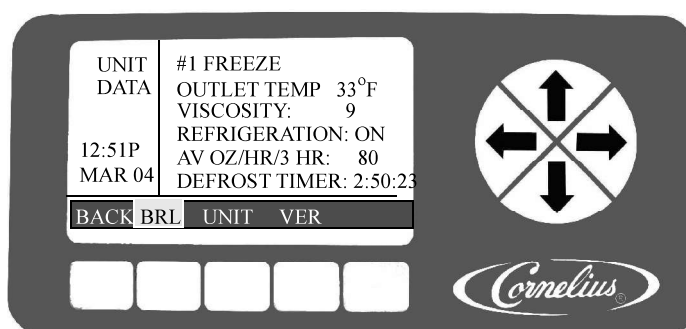 UNIT
DATA
12:51P
MAR 04
#1 FREEZE
OUTLET TEMP 33°F
VISCOSITY: 9
REFRIGERATION: ON
AV OZ/HR/3 HR: 80
DEFROST TIMER: 2:50:23
BACK BRL UNIT VER
Cornelius®